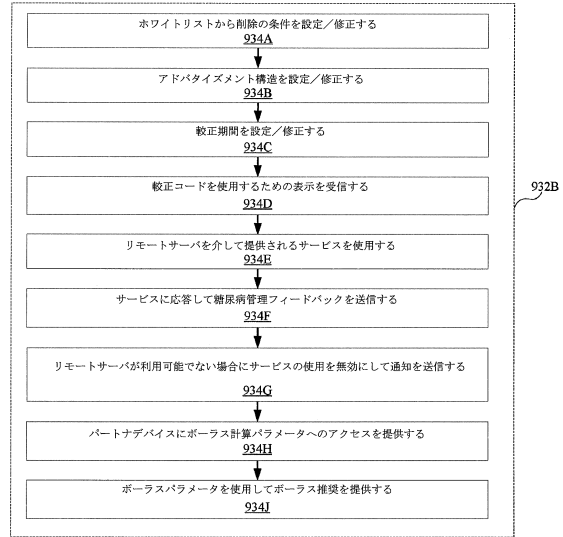 ホワイトリストから削除の条件を設定／修正する
934A
アドバタイズメント構造を設定／修正する
934B
較正期間を設定／修正する
934C
較正コードを使用するための表示を受信する
934D
932B
リモートサーバを介して提供されるサービスを使用する
934E
サービスに応答して糖尿病管理フィードバックを送信する
934F
リモートサーバが利用可能でない場合にサービスの使用を無効にして通知を送信する
934G
パートナデバイスにボーラス計算パラメータへのアクセスを提供する
934H
ボーラスパラメータを使用してボーラス推奨を提供する
934J